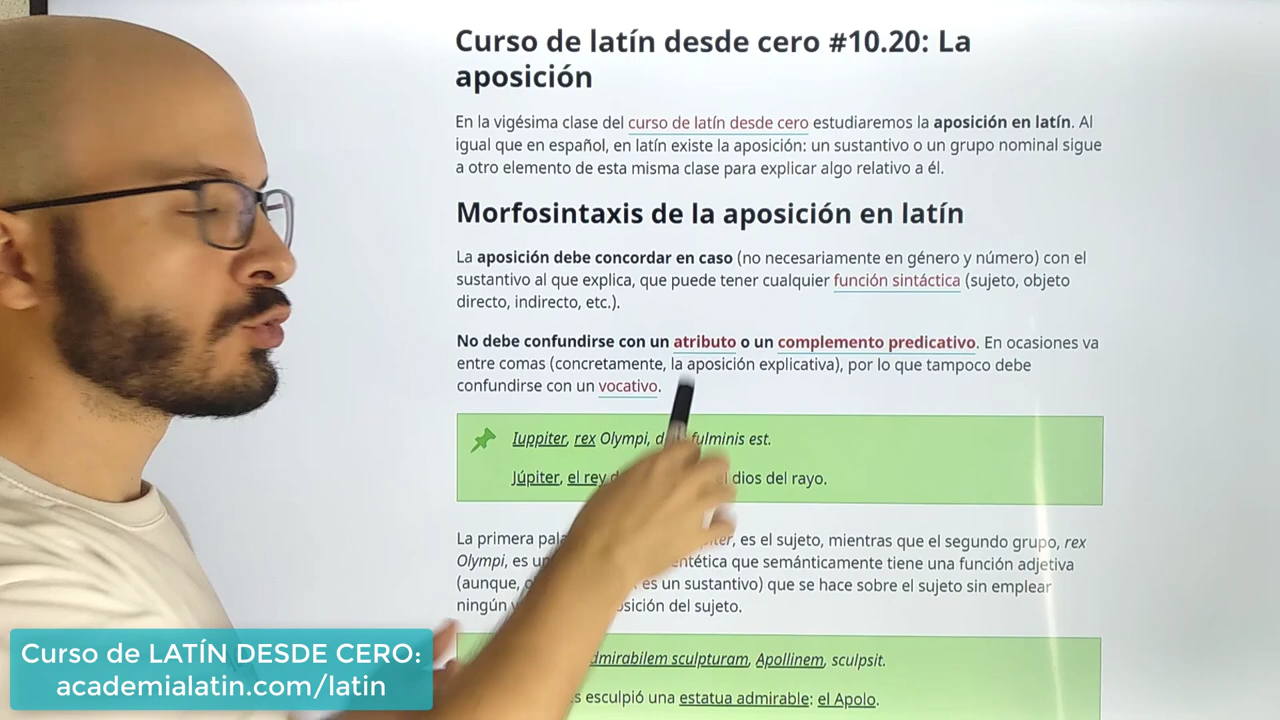 Curso de latín desde cero #10.20: La
aposición
En la vigésima clase del curso de latín desde cero estudiaremos la aposición en latín. Al
igual que en español, en latín existe la aposición: un sustantivo o un grupo nominal sigue
a otro elemento de esta misma clase para explicar algo relativo a él.
Morfosintaxis de la aposición en latín
La aposición debe concordar en caso (no necesariamente en género y número) con el
sustantivo al que explica, que puede tener cualquier función sintáctica (sujeto, objeto
directo, indirecto, etc.).
No debe confundirse con un atributo o un complemento predicativo. En ocasiones va
entre comas (concretamente, la aposición explicativa), por lo que tampoco debe
confundirse con un vocativo.
Iuppiter, rex Olympi, fulminis est.
Júpiter, el rey dios del rayo.
La primera es el sujeto, mientras que el segundo grupo, rex
Olympi, es que semánticamente tiene una función adjetiva
(aunque, es un sustantivo) que se hace sobre el sujeto sin emplear
ningún del sujeto.
admirabilem sculpturam, Apollinem, sculpsit.
esculpió una estatua admirable: el Apolo.
Curso de LATÍN DESDE CERO:
academialatin.com/latin